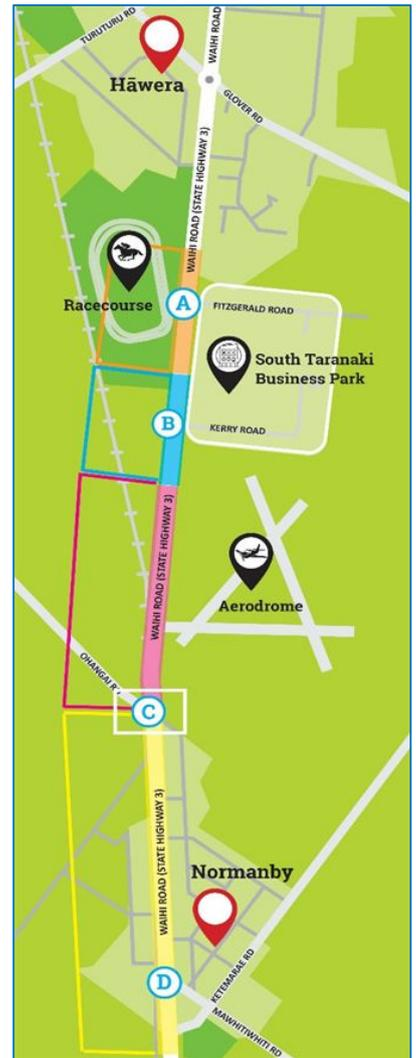 TURUTURU RD
WAIHI ROAD
Hāwera
GLOVER RD
WAIHI ROAD (STATE HIGHWAY 3)
Racecourse
A
FITZGERALD ROAD
South Taranaki
Business Park
B
KERRY ROAD
WAIHI ROAD (STATE HIGHWAY 3)
Aerodrome
OHANGAI
C
WAIHI ROAD (STATE HIGHWAY 3)
Normanby
D
KETEMARAE RD
MAWHITIWHITI RD